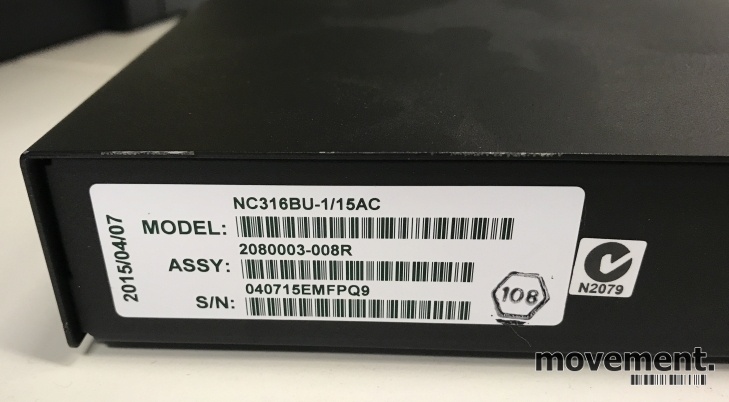 2015/04/07
NC316BU-1/15AC
MODEL:
2080003-008R
ASSY:
040715EMFPQ9
S/N:
108
N2079
movement.